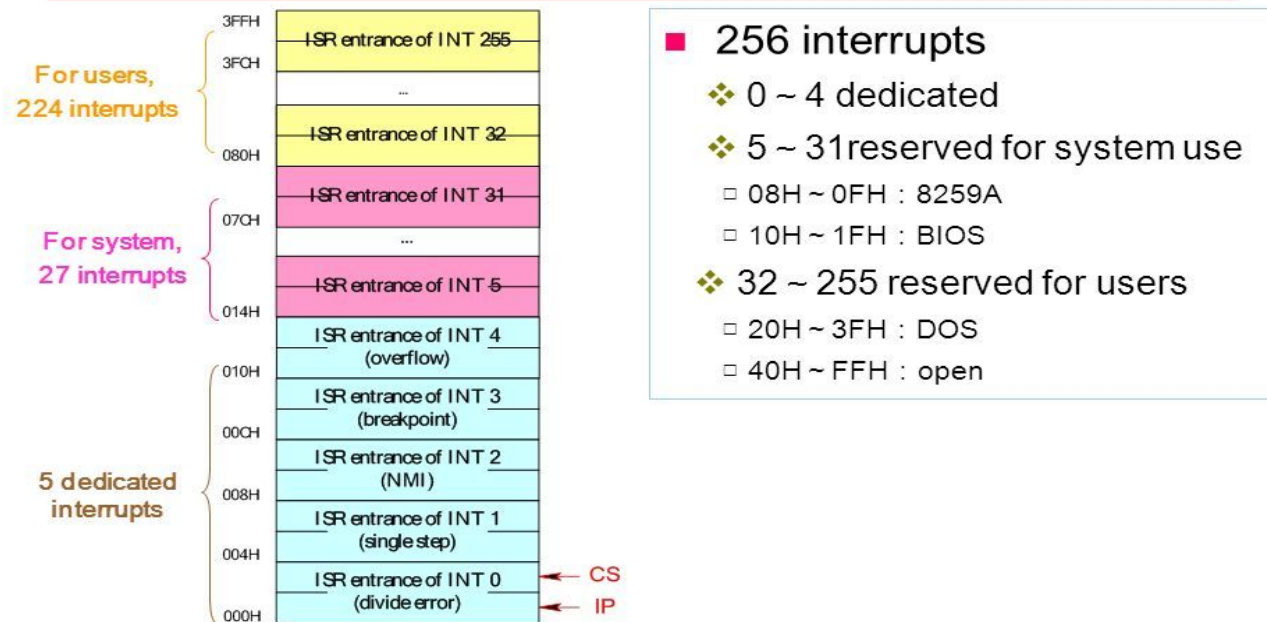 3FFH
ISR entrance of INT 255
3FCH
For users,
224 interrupts
...
ISR entrance of INT 32
080H
ISR entrance of INT 31
07CH
For system,
27 interrupts
...
ISR entrance of INT 5
014H
ISR entrance of INT 4
(overflow)
010H
ISR entrance of INT 3
(breakpoint)
00CH
5 dedicated
interrupts
ISR entrance of INT 2
(NMI)
008H
ISR entrance of INT 1
(single step)
004H
ISR entrance of INT 0
(divide error)
000H
CS
IP
256 interrupts
0 ~ 4 dedicated
5 ~ 31reserved for system use
08H ~ 0FH : 8259A
10H ~ 1FH : BIOS
32 ~ 255 reserved for users
20H ~ 3FH : DOS
40H ~ FFH : open